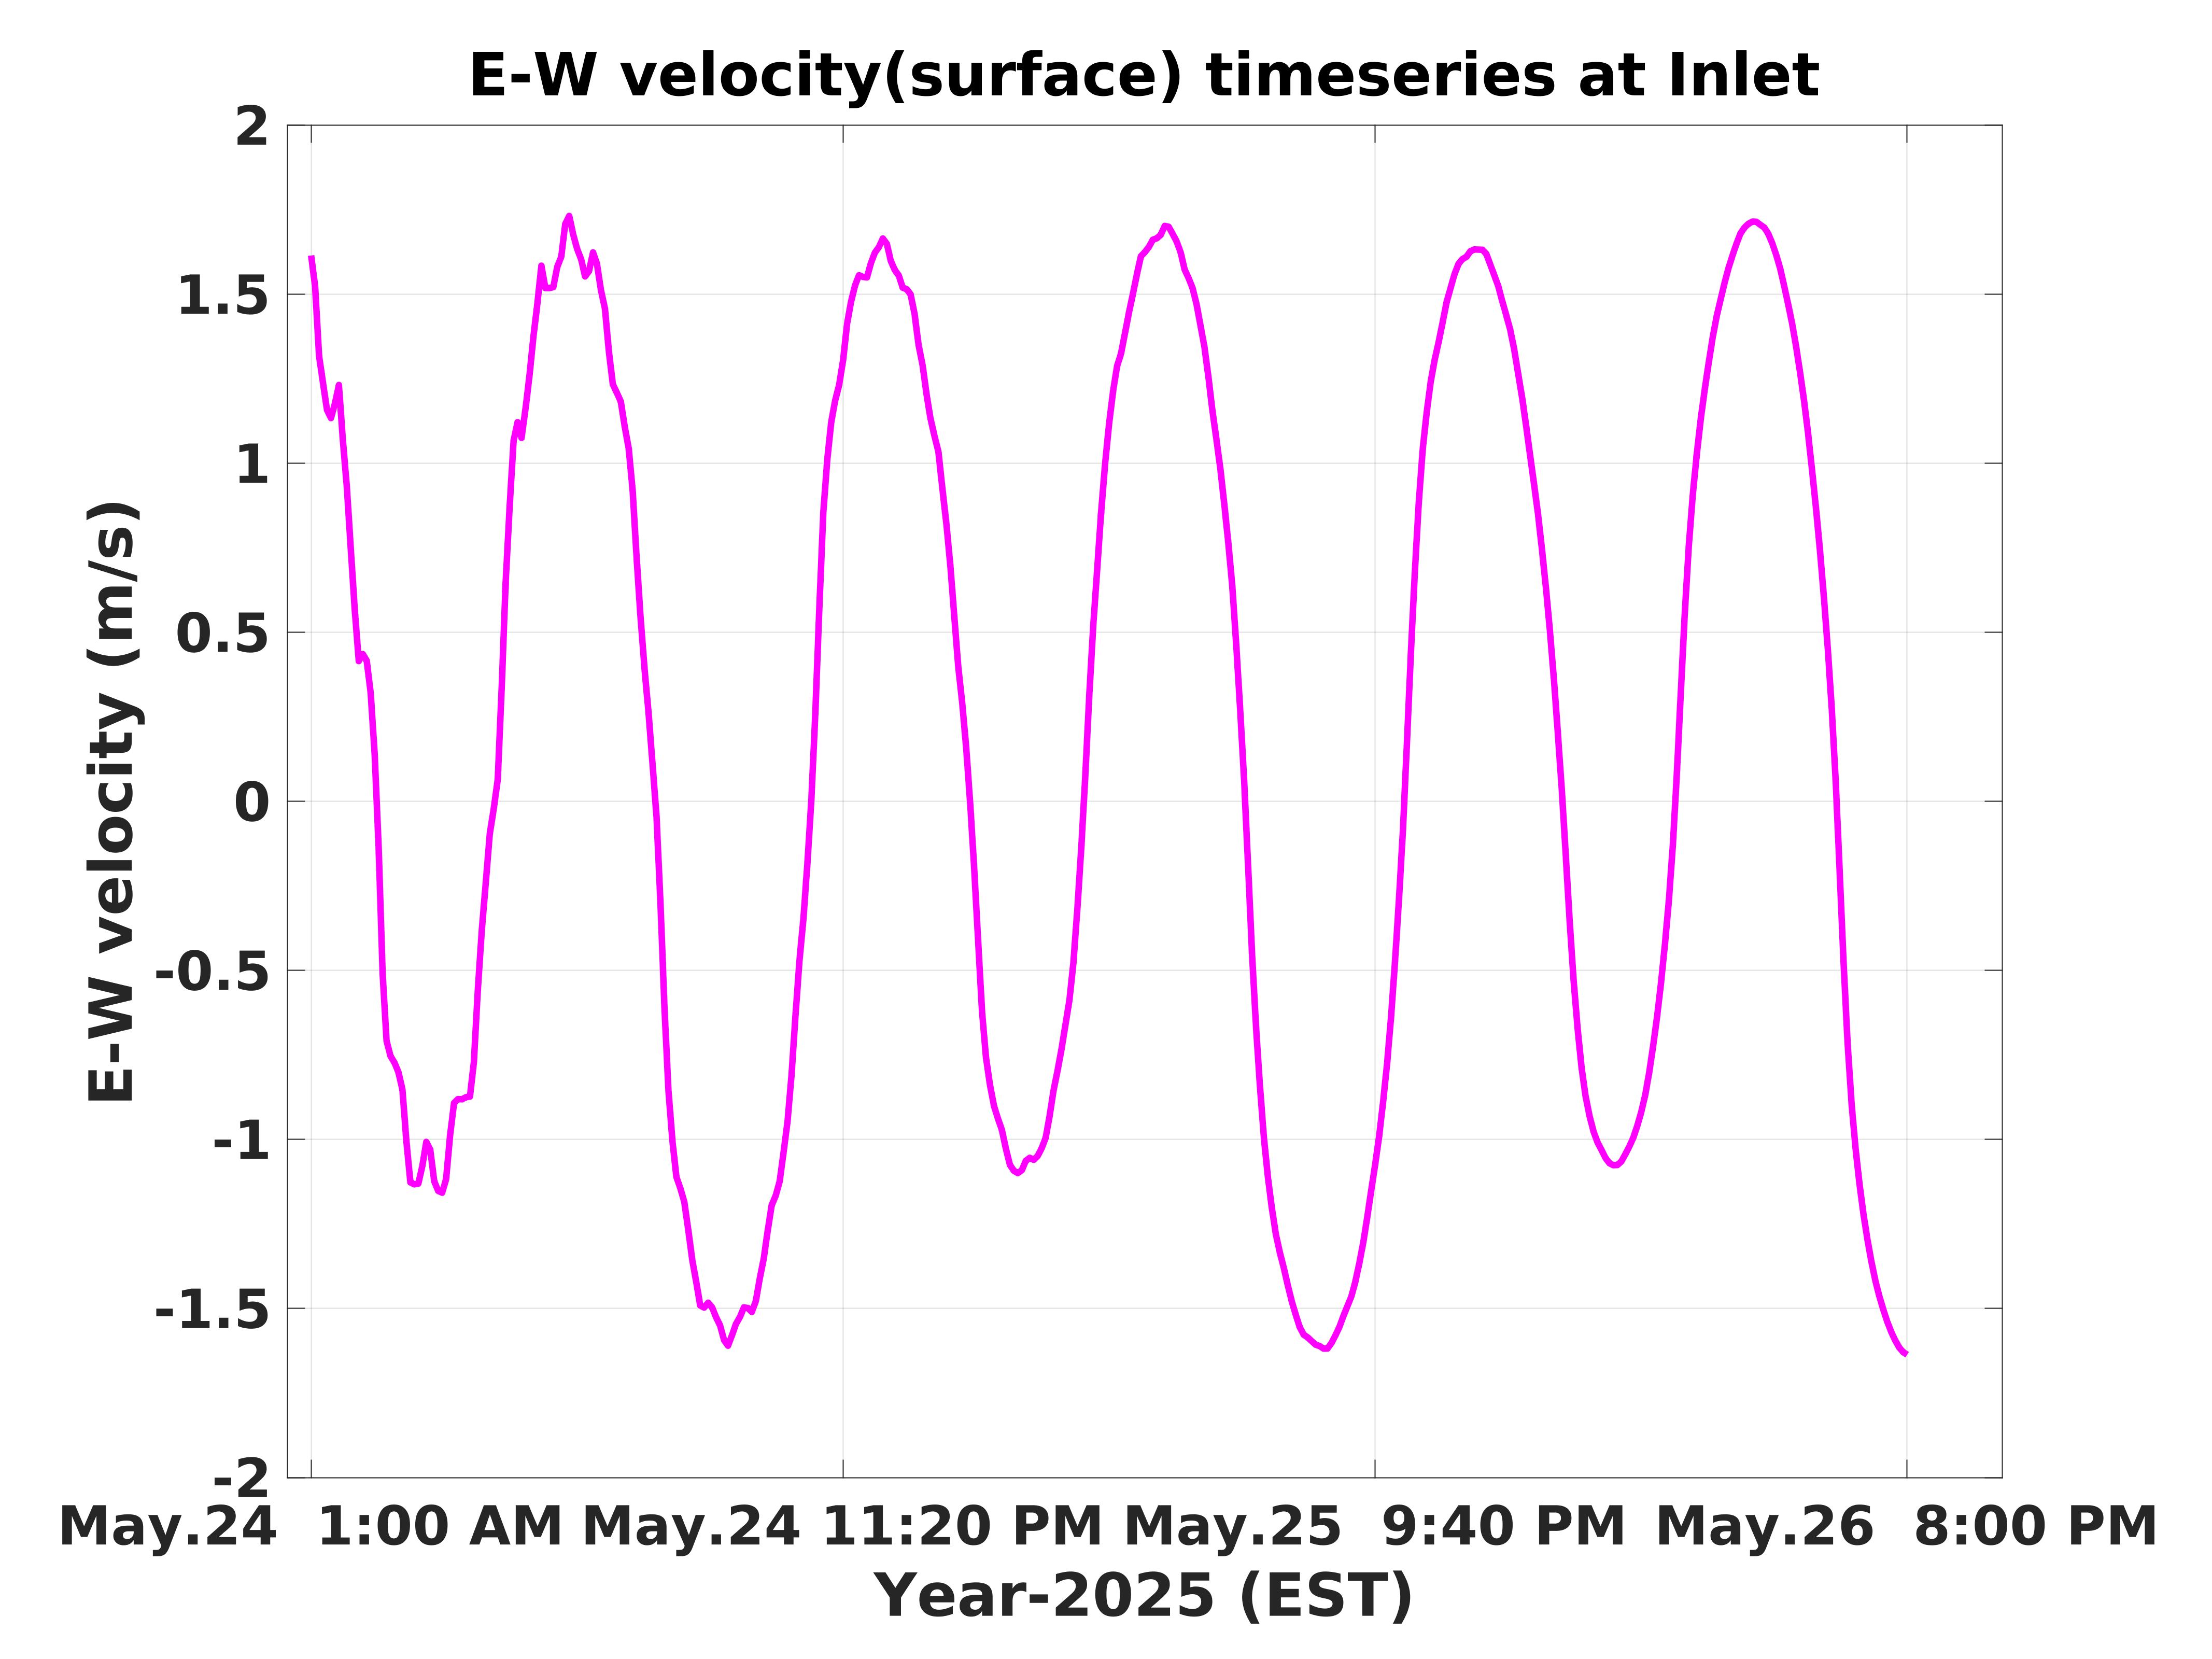 E-W velocity(surface) timeseries at Inlet
E-W velocity (m/s)
2
1.5
1
0.5
0
-0.5
-1
-1.5
-2
May.24 1:00 AM May.24 11:20 PM May.25 9:40 PM May.26 8:00 PM
Year-2025 (EST)